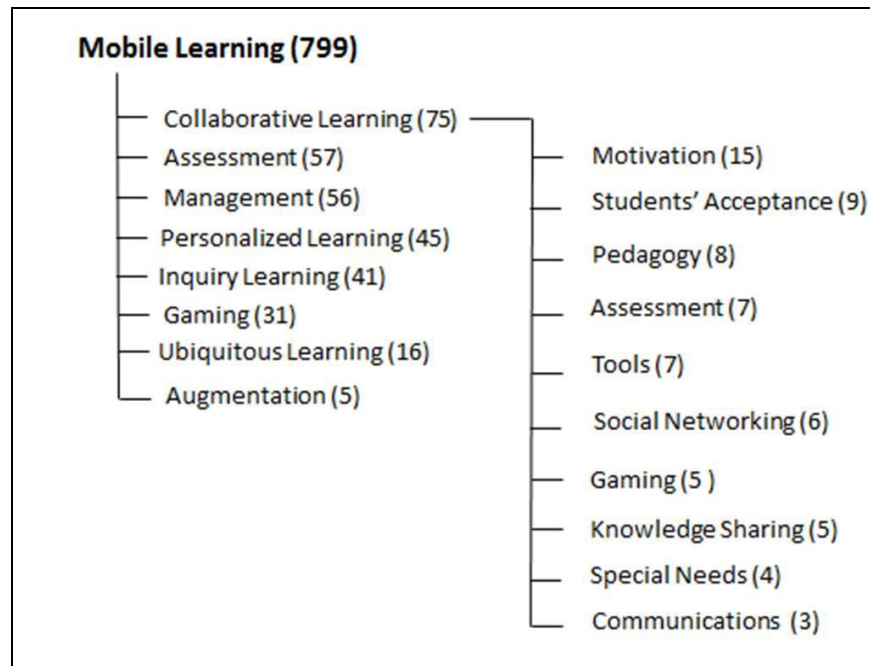 Mobile Learning (799)
Collaborative Learning (75)
Assessment (57)
Management (56)
Personalized Learning (45)
Inquiry Learning (41)
Gaming (31)
Ubiquitous Learning (16)
Augmentation (5)
Motivation (15)
Students' Acceptance (9)
Pedagogy (8)
Assessment (7)
Tools (7)
Social Networking (6)
Gaming (5 )
Knowledge Sharing (5)
Special Needs (4)
Communications (3)